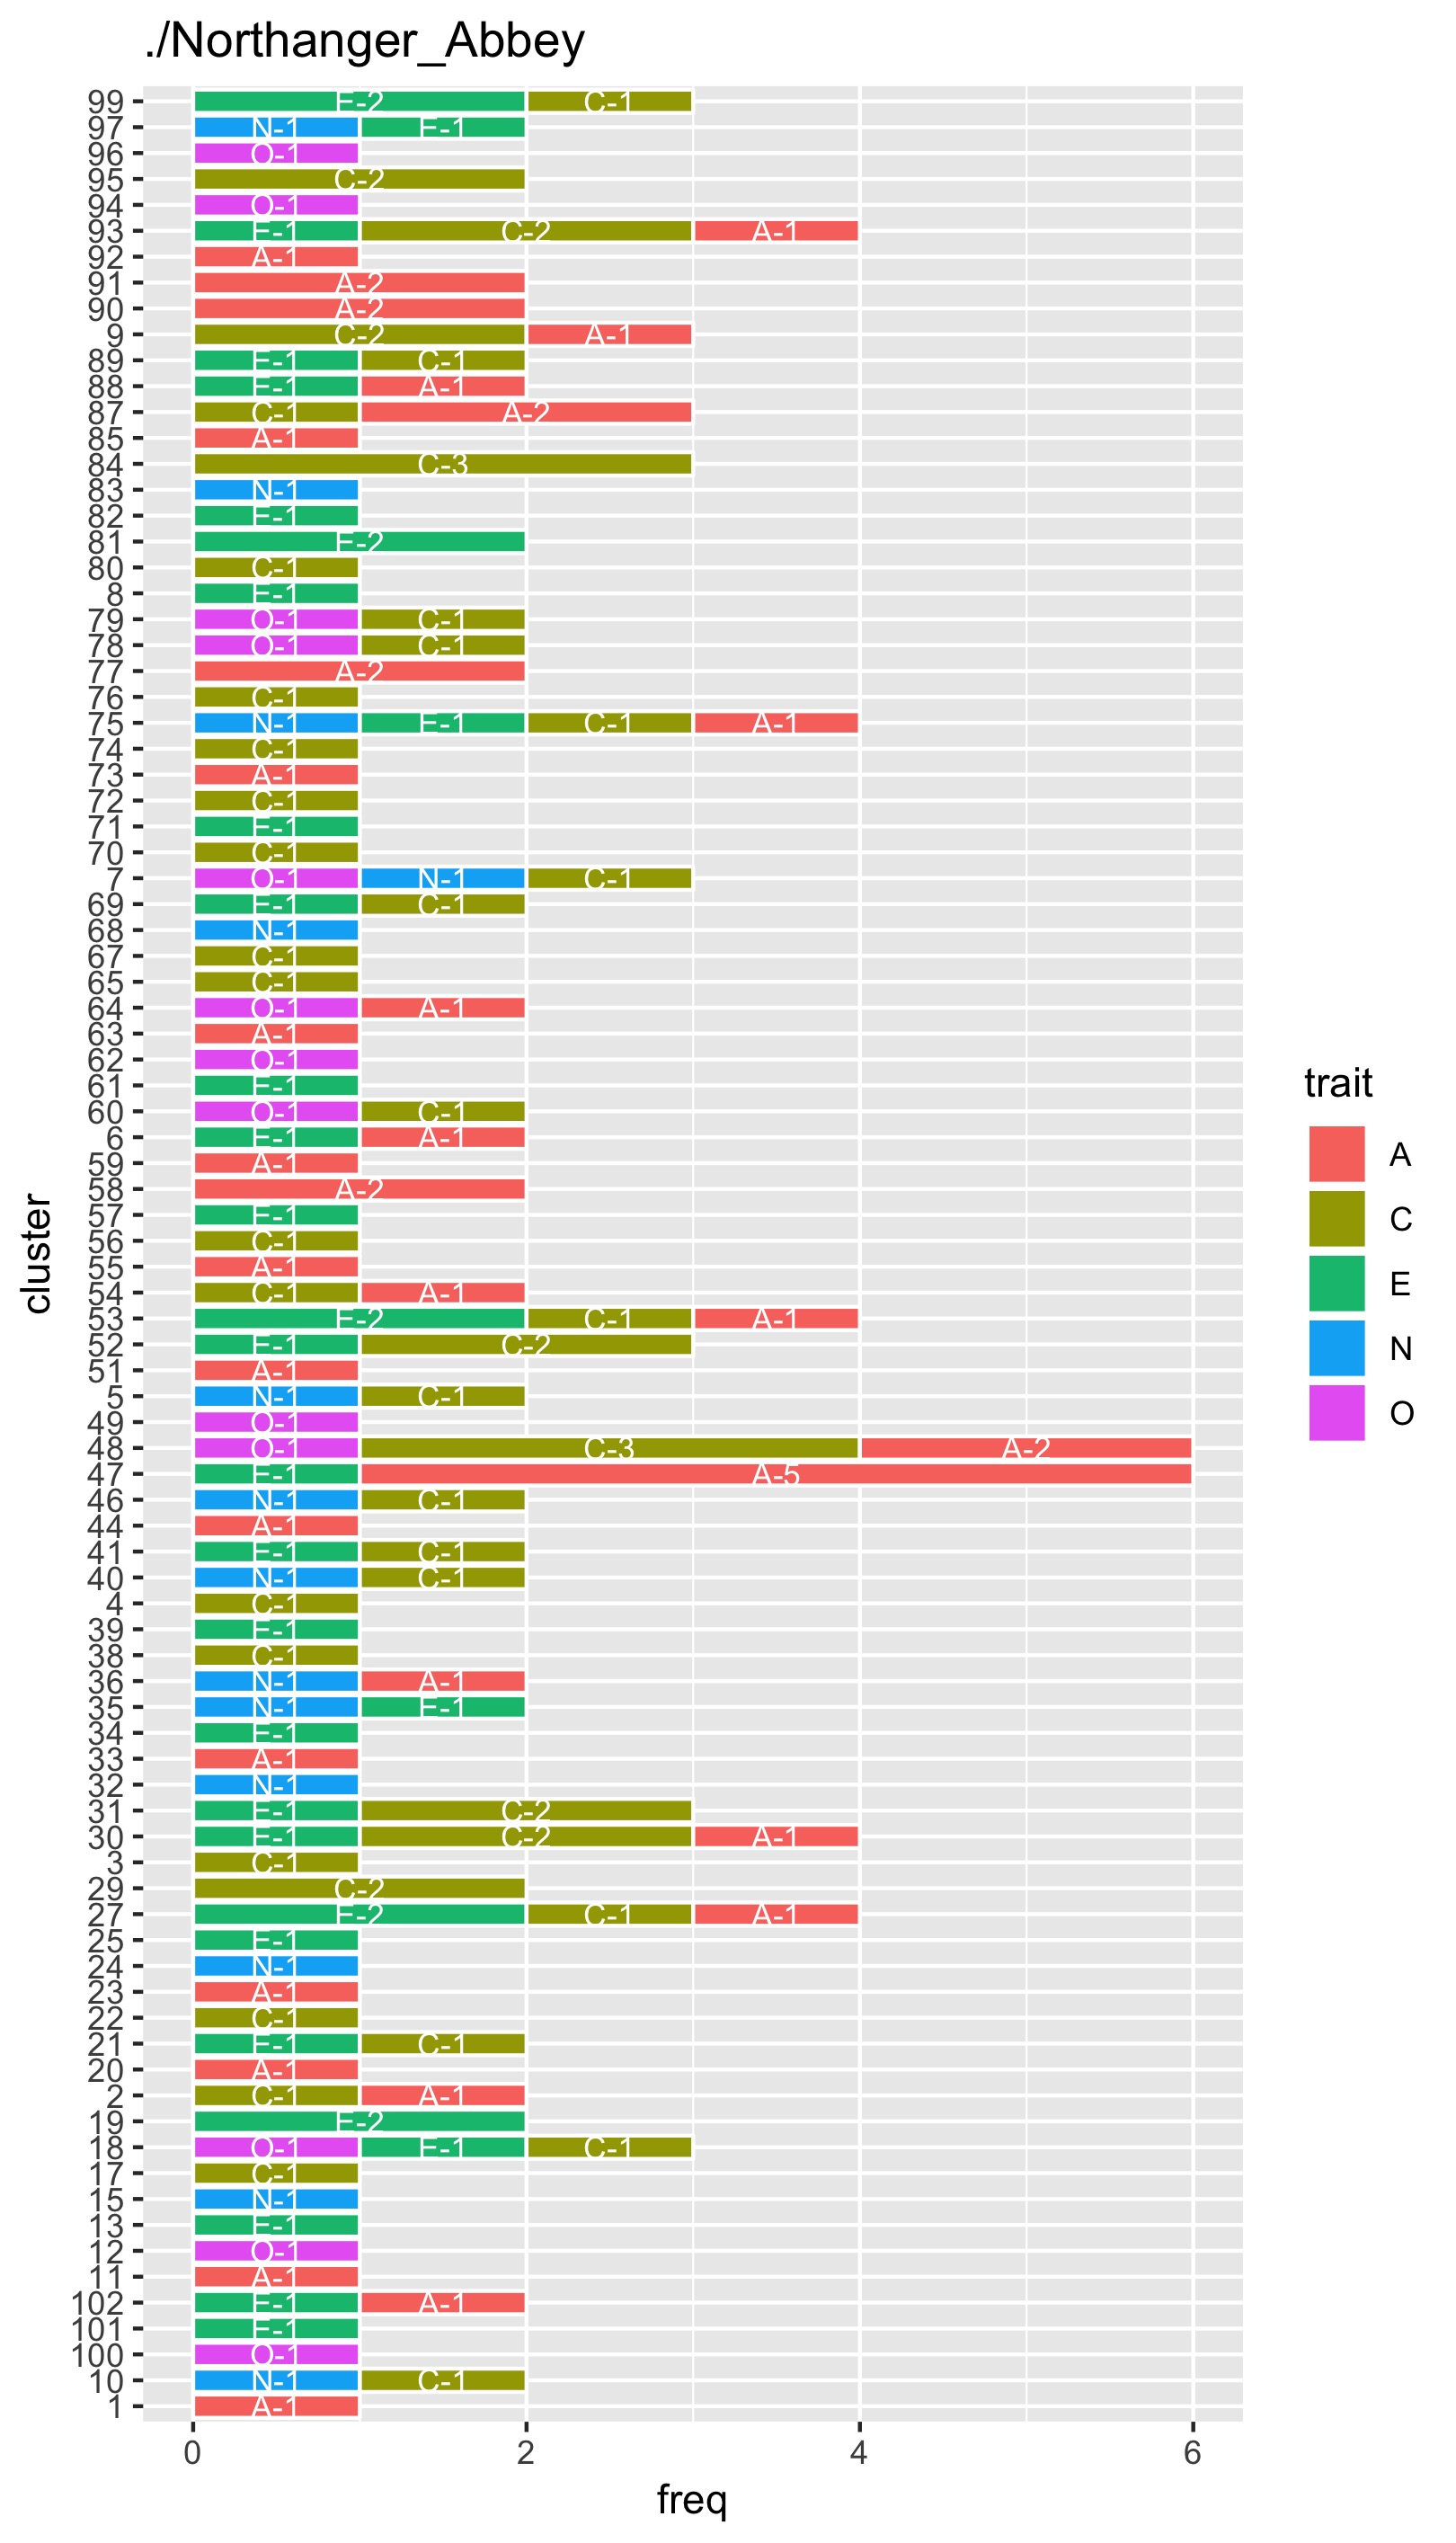 ./Northanger_Abbey
99 E-2 C-1
97 N-1 E-1
96 O-1
95 C-2
94 O-1
93 E-1 C-2 A-1
92 A-1
91 A-2
90 A-2
9 C-2 A-1
89 E-1 C-1
88 E-1 A-1
87 C-1 A-2
85 A-1
84 C-3
83 N-1
82 E-1
81 E-2
80 C-1
8 E-1
79 O-1 C-1
78 O-1 C-1
77 A-2
76 C-1
75 N-1 E-1 C-1 A-1
74 C-1
73 A-1
72 C-1
71 E-1
70 C-1
7 O-1 N-1 C-1
69 E-1 C-1
68 N-1
67 C-1
65 C-1
64 O-1 A-1
63 A-1
62 O-1
61 E-1
60 O-1 C-1
6 E-1 A-1
59 A-1
58 A-2
57 E-1
56 C-1
55 A-1
54 C-1 A-1
53 E-2 C-1 A-1
52 E-1 C-2
51 A-1
5 N-1 C-1
49 O-1
48 O-1 C-3 A-2
47 E-1 A-5
46 N-1 C-1
44 A-1
41 E-1 C-1
40 N-1 C-1
4 C-1
39 E-1
38 C-1
36 N-1 A-1
35 N-1 E-1
34 E-1
33 A-1
32 N-1
31 E-1 C-2
30 E-1 C-2 A-1
3 C-1
29 C-2
27 E-2 C-1 A-1
25 E-1
24 N-1
23 A-1
22 C-1
21 E-1 C-1
20 A-1
2 C-1 A-1
19 E-2
18 O-1 E-1 C-1
17 C-1
15 N-1
13 E-1
12 O-1
11 A-1
102 E-1 A-1
101 E-1
100 O-1
10 N-1 C-1
1 A-1
0 2 4 6
freq
cluster
trait
A
C
E
N
O